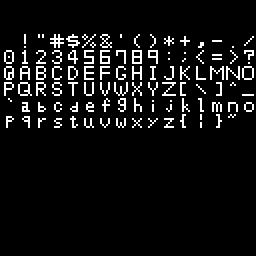 !"#$%&'()*+,-./
0123456789:;<=>?
@ABCDEFGHIJKLMNO
PQRSTUVWXYZ[\]^_
`abcdefghijklmno
pqrstuvwxyz{|}~